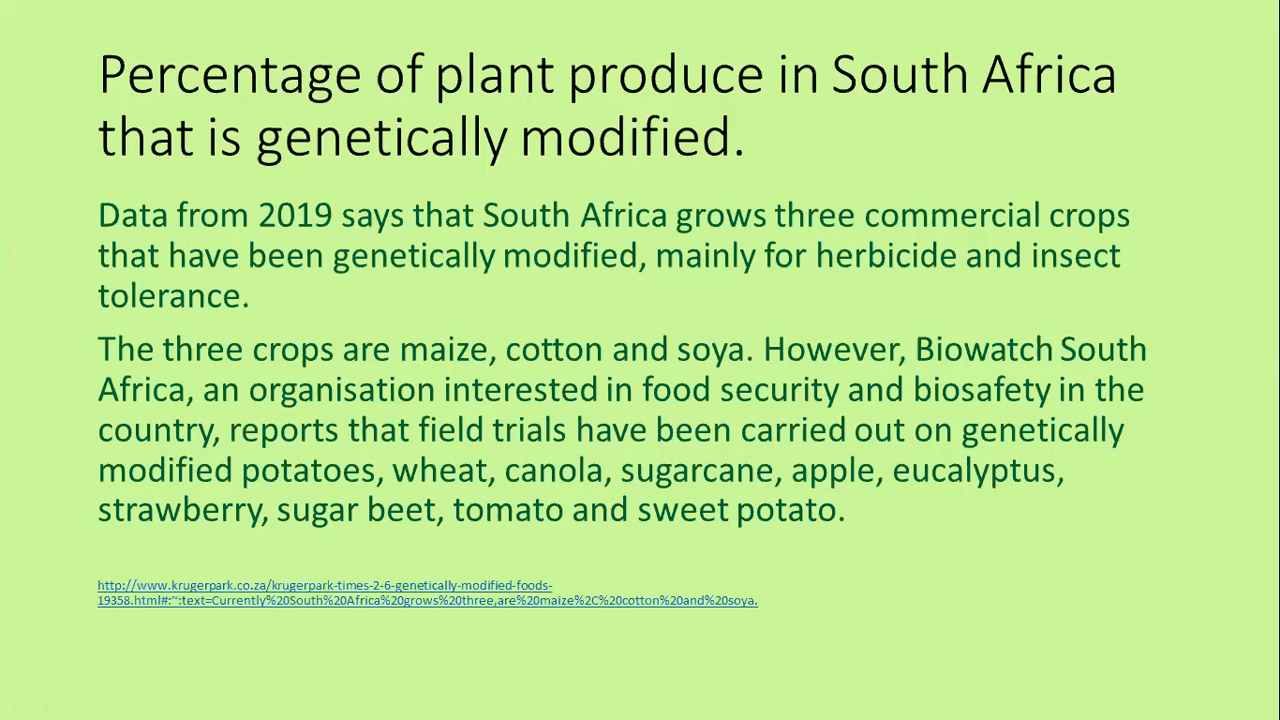 Percentage of plant produce in South Africa
that is genetically modified.
Data from 2019 says that South Africa grows three commercial crops
that have been genetically modified, mainly for herbicide and insect
tolerance.
The three crops are maize, cotton and soya. However, Biowatch South
Africa, an organisation interested in food security and biosafety in the
country, reports that field trials have been carried out on genetically
modified potatoes, wheat, canola, sugarcane, apple, eucalyptus,
strawberry, sugar beet, tomato and sweet potato.
http://www.krugerpark.co.za/krugerpark-times-2-6-genetically-modified-foods-
19358.html#:~:text=Currently%20South%20Africa%20grows%20three,are%20maize%2C%20cotton%20and%20soya.